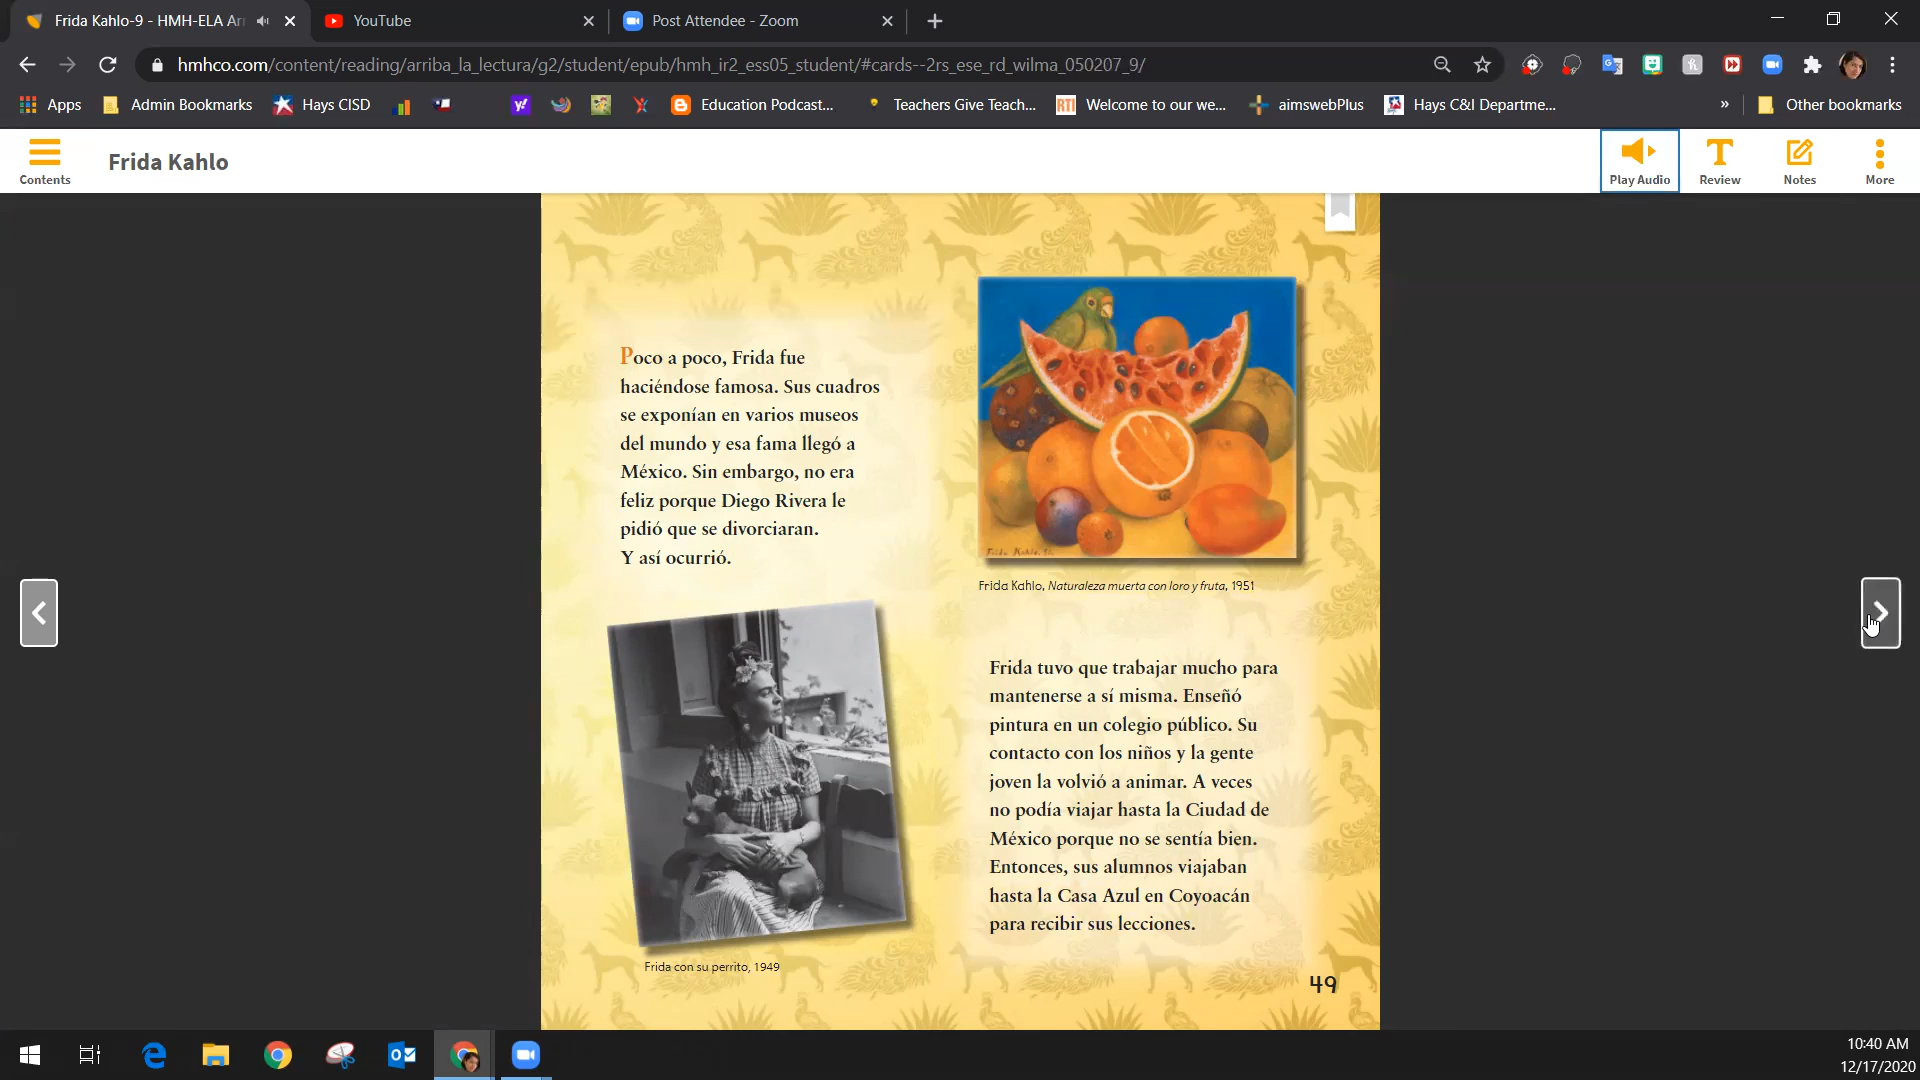 Frida Kahlo-9 - HMH-ELA Arr
YouTube
Post Attendee - Zoom
hmhco.com/content/reading/arriba_la_lectura/g2/student/epub/hmh_ir2_ess05_student/#cards--2rs_ese_rd_wilma_050207_9/
Apps
Admin Bookmarks
Hays CISD
Education Podcast...
Teachers Give Teach...
RTI
Welcome to our we...
aimswebPlus
Hays C&I Departme...
»
Other bookmarks
Contents
Frida Kahlo
Play Audio
Review
Notes
More
Poco a poco, Frida fue
haciéndose famosa. Sus cuadros
se exponían en varios museos
del mundo y esa fama llegó a
México. Sin embargo, no era
feliz porque Diego Rivera le
pidió que se divorciaran.
Y así ocurrió.
Frida Kahlo, Naturaleza muerta con loro y fruta, 1951
Frida con su perrito, 1949
Frida tuvo que trabajar mucho para
mantenerse a sí misma. Enseñó
pintura en un colegio público. Su
contacto con los niños y la gente
joven la volvió a animar. A veces
no podía viajar hasta la Ciudad de
México porque no se sentía bien.
Entonces, sus alumnos viajaban
hasta la Casa Azul en Coyoacán
para recibir sus lecciones.
49
10:40 AM
12/17/2020